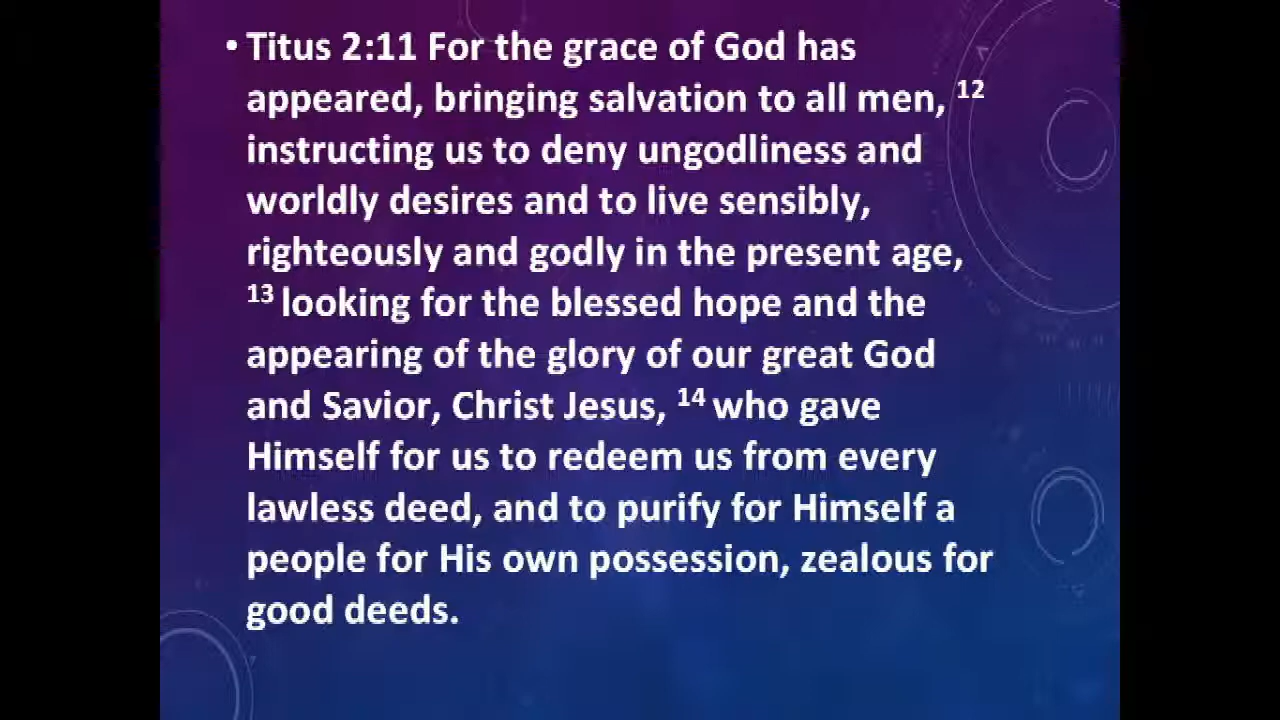 • Titus 2:11 For the grace of God has
appeared, bringing salvation to all men, 12
instructing us to deny ungodliness and
worldly desires and to live sensibly,
righteously and godly in the present age,
13 looking for the blessed hope and the
appearing of the glory of our great God
and Savior, Christ Jesus, 14 who gave
Himself for us to redeem us from every
lawless deed, and to purify for Himself a
people for His own possession, zealous for
good deeds.